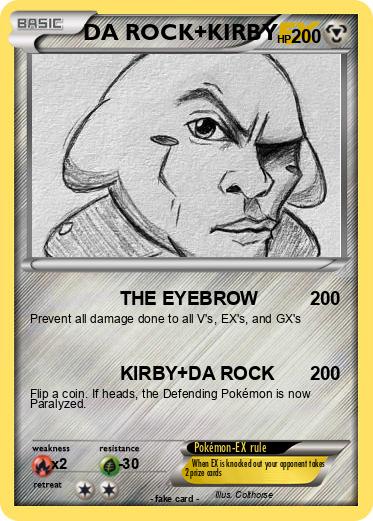 BASIC
DA ROCK+KIRBY EX HP200
THE EYEBROW 200
Prevent all damage done to all V's, EX's, and GX's
KIRBY+DA ROCK 200
Flip a coin. If heads, the Defending Pokémon is now
Paralyzed.
weakness resistance
x2 -30
retreat
Pokémon-EX rule
When EX is knocked out your opponent takes
2 prize cards
- fake card -
Illus. Colthorse